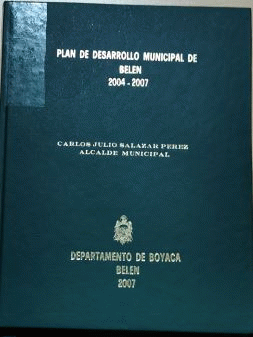 PLAN DE DESARROLLO MUNICIPAL DE
BELEN
2004-2007
CARLOS JULIO SALAZAR PEREZ
ALCALDE MUNICIPAL
DEPARTAMENTO DE BOYACA
BELEN
2007